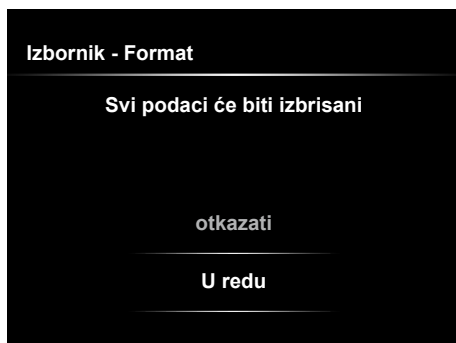 Izbornik - Format
Svi podaci će biti izbrisani
otkazati
U redu